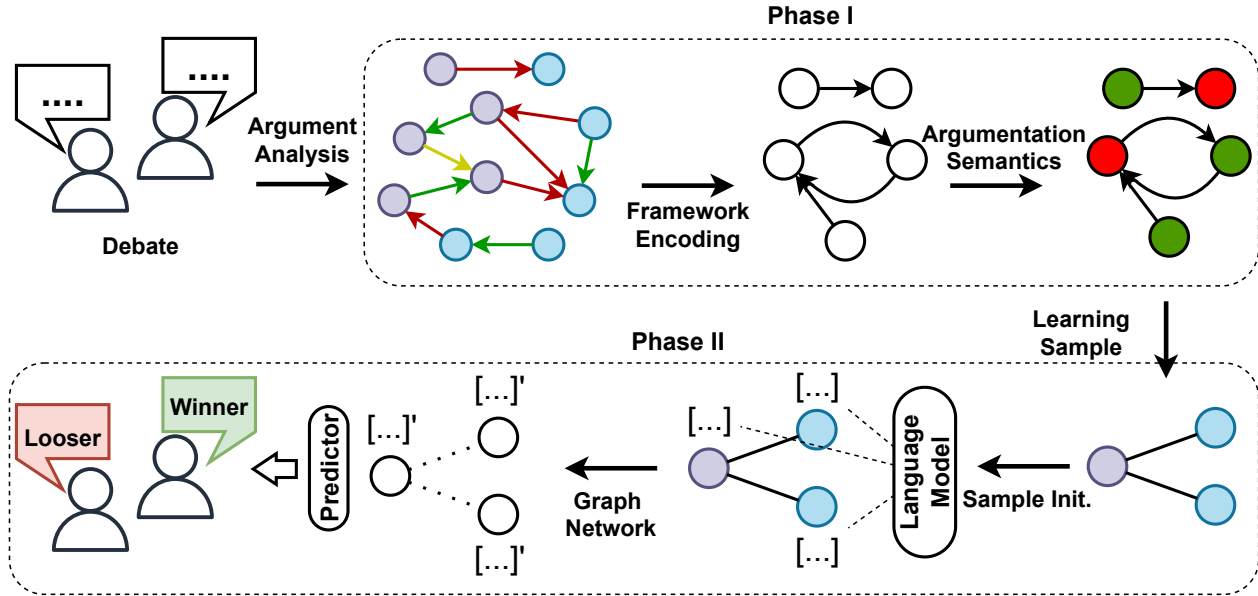 Phase I
....
....
Argument
Analysis
Debate
Framework
Encoding
Argumentation
Semantics
Learning
Sample
Phase II
Looser
Winner
Predictor
[...]'
[...]'
[...]'
Graph
Network
[...]
[...]
[...]
Language
Model
Sample Init.